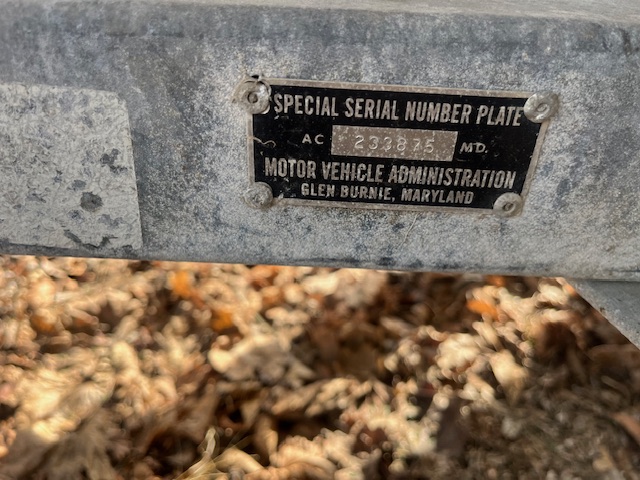 SPECIAL SERIAL NUMBER PLATE
AC 233875 MD.
MOTOR VEHICLE ADMINISTRATION
GLEN BURNIE, MARYLAND